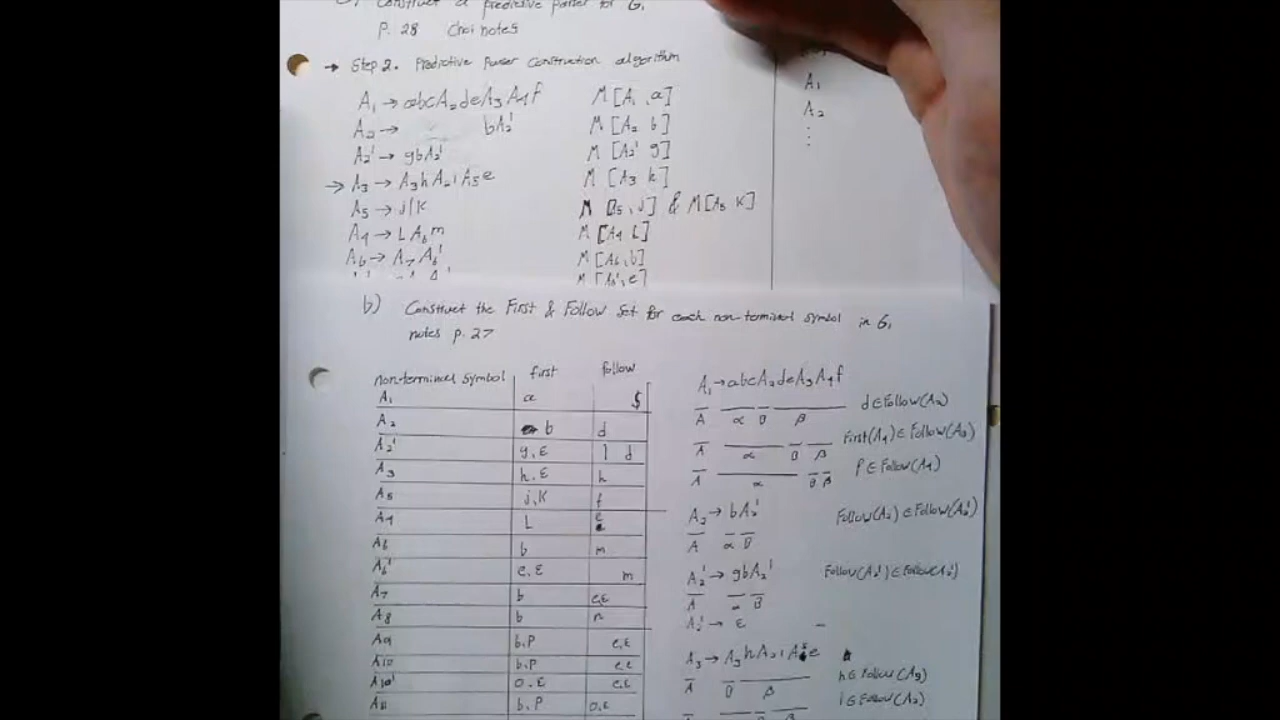 Construct a predictive parser for G1
P. 28 Choi notes
→ Step 2. Predictive Parser Construction algorithm
A1 → abcA2deA3A4f M[A1,a]
A2 → bA2' M[A2 b]
A2' → gbA2' M[A2' g]
→ A3 → A3hA2iA5e M[A3 k]
A5 → j/K M[A5,j] & M[A5 K]
A4 → LA6m M[A4 L]
A6 → A7A6' M[A6,b]
M[A6',e]
A1
A2
⋮
b) Construct the First & Follow Set for each non-terminal symbol in G1
notes p. 27
non-terminal symbol first follow
A1 a $
A2 b d
A2' g, ε l d
A3 h, ε h
A5 j, K f
A4 L e
A6 b m
A6' e, ε m
A7 b e,ε
A8 b n
A9 b, P e,ε
A10 b, P e,ε
A10' o, ε e,ε
A11 b, P o,ε
A1 → abcA2deA3A4f
A α B β d∈Follow(A2)
A α B β First(A4)∈Follow(A3)
A α B β f∈Follow(A4)
A2 → bA2' Follow(A2)∈Follow(A2')
A α B
A2' → gbA2' Follow(A2')∈Follow(A2')
A α B
A2' → ε –
A3 → A3hA2iA5e
A B β h∈Follow(A3)
i∈Follow(A2)